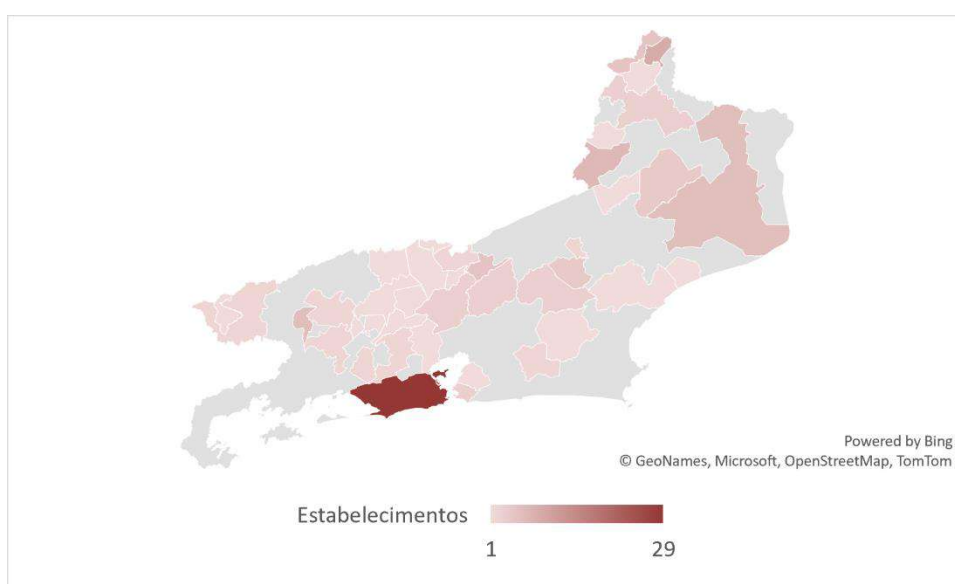 Powered by Bing
© GeoNames, Microsoft, OpenStreetMap, TomTom
Estabelecimentos
1 29